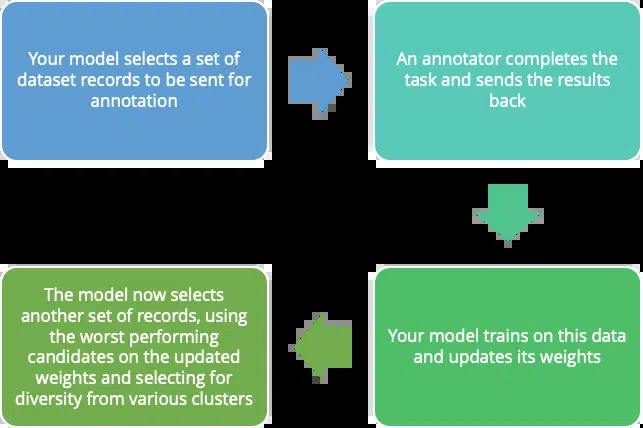 Your model selects a set of
dataset records to be sent for
annotation
An annotator completes the
task and sends the results
back
Your model trains on this data
and updates its weights
The model now selects
another set of records, using
the worst performing
candidates on the updated
weights and selecting for
diversity from various clusters